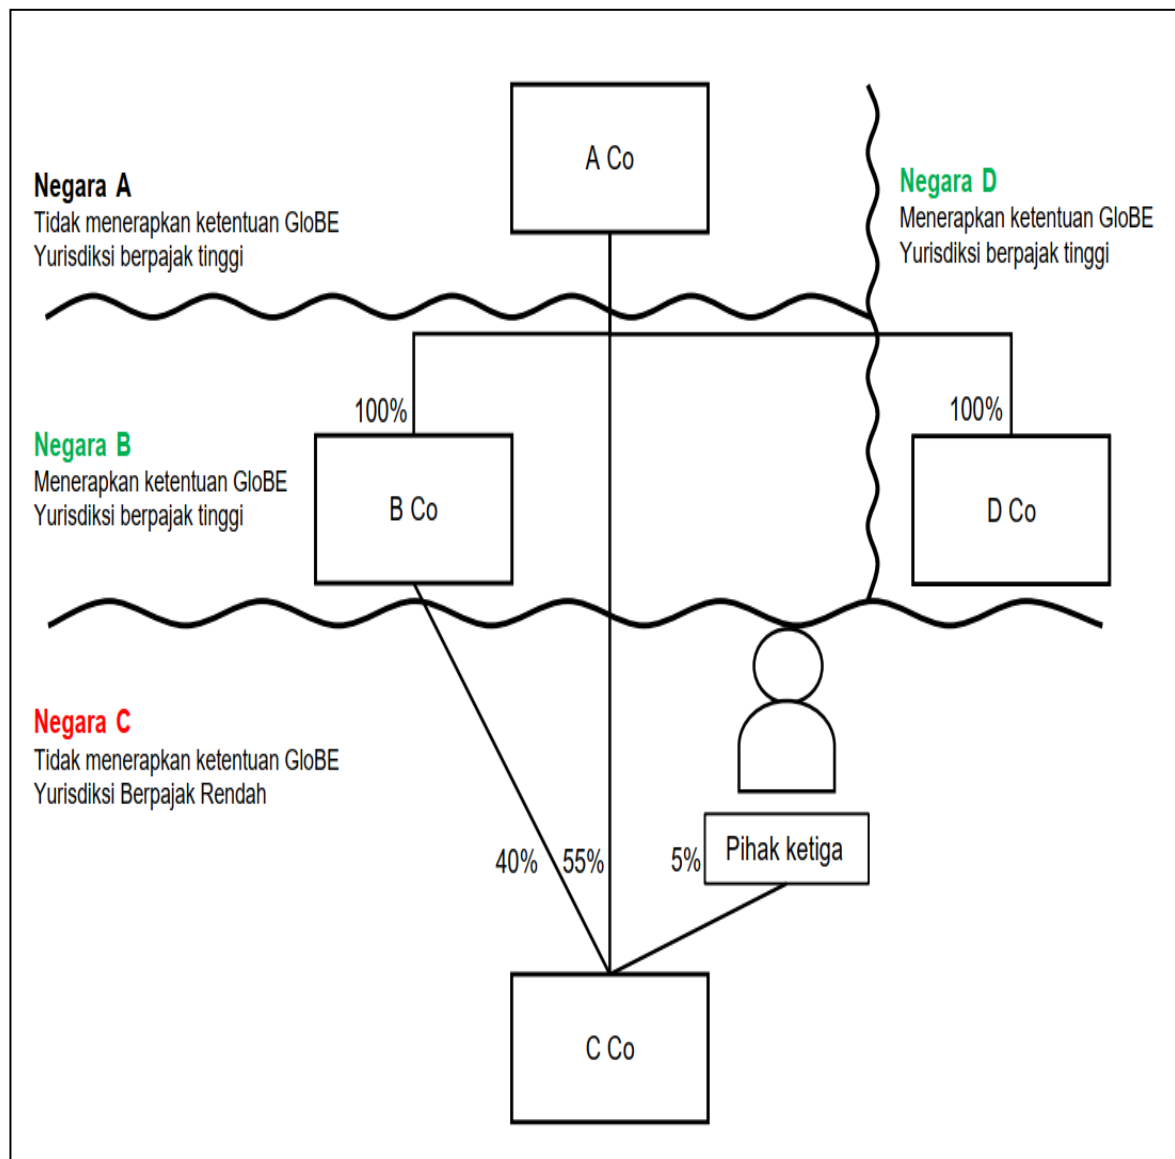 A Co
Negara A
Tidak menerapkan ketentuan GloBE
Yurisdiksi berpajak tinggi
Negara D
Menerapkan ketentuan GloBE
Yurisdiksi berpajak tinggi
100%
100%
Negara B
Menerapkan ketentuan GloBE
Yurisdiksi berpajak tinggi
B Co
D Co
Negara C
Tidak menerapkan ketentuan GloBE
Yurisdiksi Berpajak Rendah
40%
55%
5%
Pihak ketiga
C Co